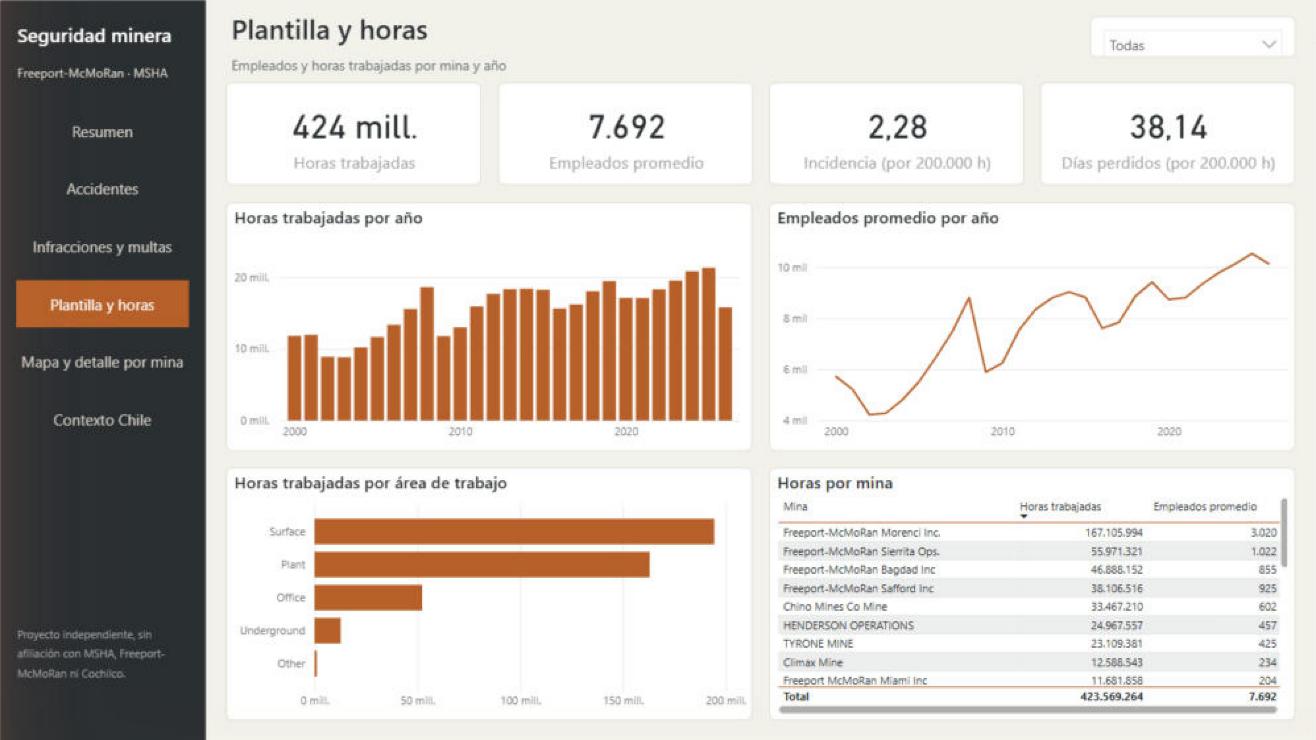 Seguridad minera
Freeport-McMoRan · MSHA
Resumen
Accidentes
Infracciones y multas
Plantilla y horas
Mapa y detalle por mina
Contexto Chile
Proyecto independiente, sin
afiliación con MSHA, Freeport-
McMoRan ni Cochilco.
Plantilla y horas
Empleados y horas trabajadas por mina y año
Todas
424 mill.
Horas trabajadas
7.692
Empleados promedio
2,28
Incidencia (por 200.000 h)
38,14
Días perdidos (por 200.000 h)
Horas trabajadas por año
20 mill.
10 mill.
0 mill.
2000 2010 2020
Empleados promedio por año
10 mil
8 mil
6 mil
4 mil
2000 2010 2020
Horas trabajadas por área de trabajo
Surface
Plant
Office
Underground
Other
0 mill. 50 mill. 100 mill. 150 mill. 200 mill.
Horas por mina
Mina Horas trabajadas Empleados promedio
Freeport-McMoRan Morenci Inc. 167.105.994 3.020
Freeport-McMoRan Sierrita Ops. 55.971.321 1.022
Freeport-McMoRan Bagdad Inc 46.888.152 855
Freeport-McMoRan Safford Inc 38.106.516 925
Chino Mines Co Mine 33.467.210 602
HENDERSON OPERATIONS 24.967.557 457
TYRONE MINE 23.109.381 425
Climax Mine 12.588.543 234
Freeport McMoRan Miami Inc 11.681.858 204
Total 423.569.264 7.692